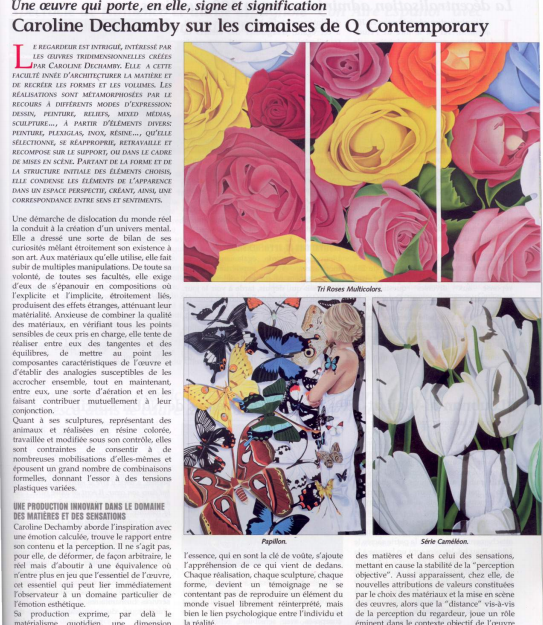 Une œuvre qui porte, en elle, signe et signification
Caroline Dechamby sur les cimaises de Q Contemporary
LE REGARDEUR EST INTRIGUÉ, INTÉRESSÉ PAR
LES ŒUVRES TRIDIMENSIONNELLES CRÉÉES
PAR CAROLINE DECHAMBY. ELLE A CETTE
FACULTÉ INNÉE D'ARCHITECTURER LA MATIÈRE ET
DE RECRÉER LES FORMES ET LES VOLUMES. LES
RÉALISATIONS SONT MÉTAMORPHOSÉES PAR LE
RECOURS À DIFFÉRENTS MODES D'EXPRESSION:
DESSIN, PEINTURE, RELIEFS, MIXED MÉDIAS,
SCULPTURE..., À PARTIR D'ÉLÉMENTS DIVERS:
PEINTURE, PLEXIGLAS, INOX, RÉSINE..., QU'ELLE
SÉLECTIONNE, SE RÉAPPROPRIE, RETRAVAILLE ET
RECOMPOSE SUR LE SUPPORT, OU DANS LE CADRE
DE MISES EN SCÈNE. PARTANT DE LA FORME ET DE
LA STRUCTURE INITIALE DES ÉLÉMENTS CHOISIS,
ELLE CONDENSE LES ÉLÉMENTS DE L'APPARENCE
DANS UN ESPACE PERSPECTIF, CRÉANT, AINSI, UNE
CORRESPONDANCE ENTRE SENS ET SENTIMENTS.
Une démarche de dislocation du monde réel
la conduit à la création d'un univers mental.
Elle a dressé une sorte de bilan de ses
curiosités mêlant étroitement son existence à
son art. Aux matériaux qu'elle utilise, elle fait
subir de multiples manipulations. De toute sa
volonté, de toutes ses facultés, elle exige
d'eux de s'épanouir en compositions où
l'explicite et l'implicite, étroitement liés,
produisent des effets étranges, atténuant leur
matérialité. Anxieuse de combiner la qualité
des matériaux, en vérifiant tous les points
sensibles de ceux pris en charge, elle tente de
réaliser entre eux des tangentes et des
équilibres, de mettre au point les
composantes caractéristiques de l'œuvre et
d'établir des analogies susceptibles de les
accrocher ensemble, tout en maintenant,
entre eux, une sorte d'aération et en les
faisant contribuer mutuellement à leur
conjonction.
Quant à ses sculptures, représentant des
animaux et réalisées en résine colorée,
travaillée et modifiée sous son contrôle, elles
sont contraintes de consentir à de
nombreuses mobilisations d'elles-mêmes et
épousent un grand nombre de combinaisons
formelles, donnant l'essor à des tensions
plastiques variées.
UNE PRODUCTION INNOVANT DANS LE DOMAINE
DES MATIÈRES ET DES SENSATIONS
Caroline Dechamby aborde l'inspiration avec
une émotion calculée, trouve le rapport entre
son contenu et la perception. Il ne s'agit pas,
pour elle, de déformer, de façon arbitraire, le
réel mais d'aboutir à une équivalence où
n'entre plus en jeu que l'essentiel de l'œuvre,
cet essentiel qui peut lier immédiatement
l'observateur à un domaine particulier de
l'émotion esthétique.
Sa production exprime, par delà le
matérialisme quotidien, une dimension
Tri Roses Multicolors.
Papillon.
Série Caméléon.
l'essence, qui en sont la clé de voûte, s'ajoute
l'appréhension de ce qui vient de dedans.
Chaque réalisation, chaque sculpture, chaque
forme, devient un témoignage ne se
contentant pas de reproduire un élément du
monde visuel librement réinterprété, mais
bien le lien psychologique entre l'individu et
la réalité.
des matières et dans celui des sensations,
mettant en cause la stabilité de la "perception
objective". Aussi apparaissent, chez elle, de
nouvelles attributions de valeurs constituées
par le choix des matériaux et la mise en scène
des œuvres, alors que la "distance" vis-à-vis
de la perception du regardeur, joue un rôle
éminent dans le contexte objectif de l'œuvre